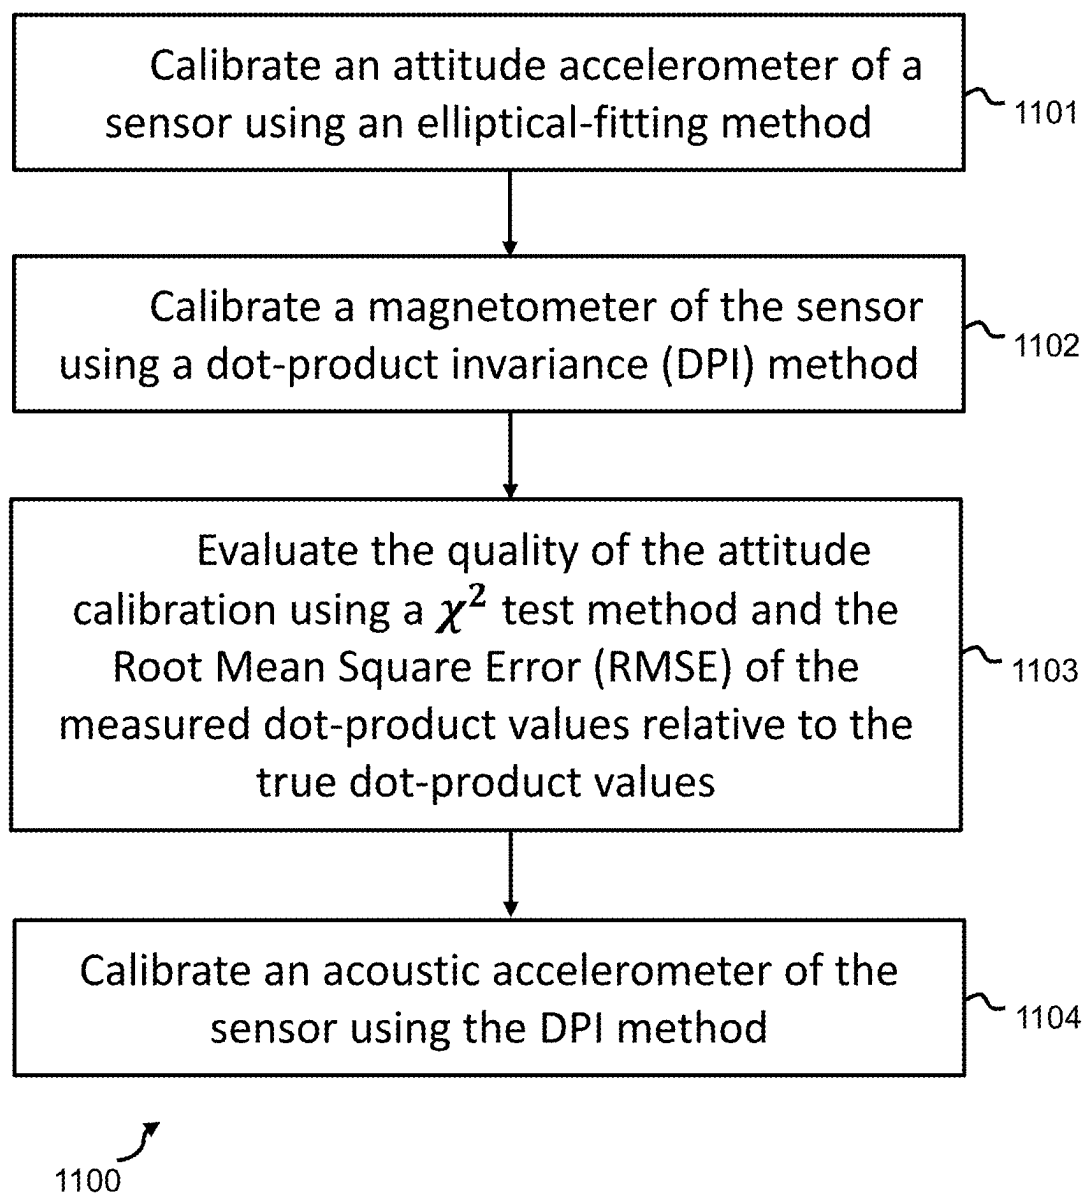 Calibrate an attitude accelerometer of a
sensor using an elliptical-fitting method
1101
Calibrate a magnetometer of the sensor
using a dot-product invariance (DPI) method
1102
Evaluate the quality of the attitude
calibration using a χ² test method and the
Root Mean Square Error (RMSE) of the
measured dot-product values relative to the
true dot-product values
1103
Calibrate an acoustic accelerometer of the
sensor using the DPI method
1104
1100